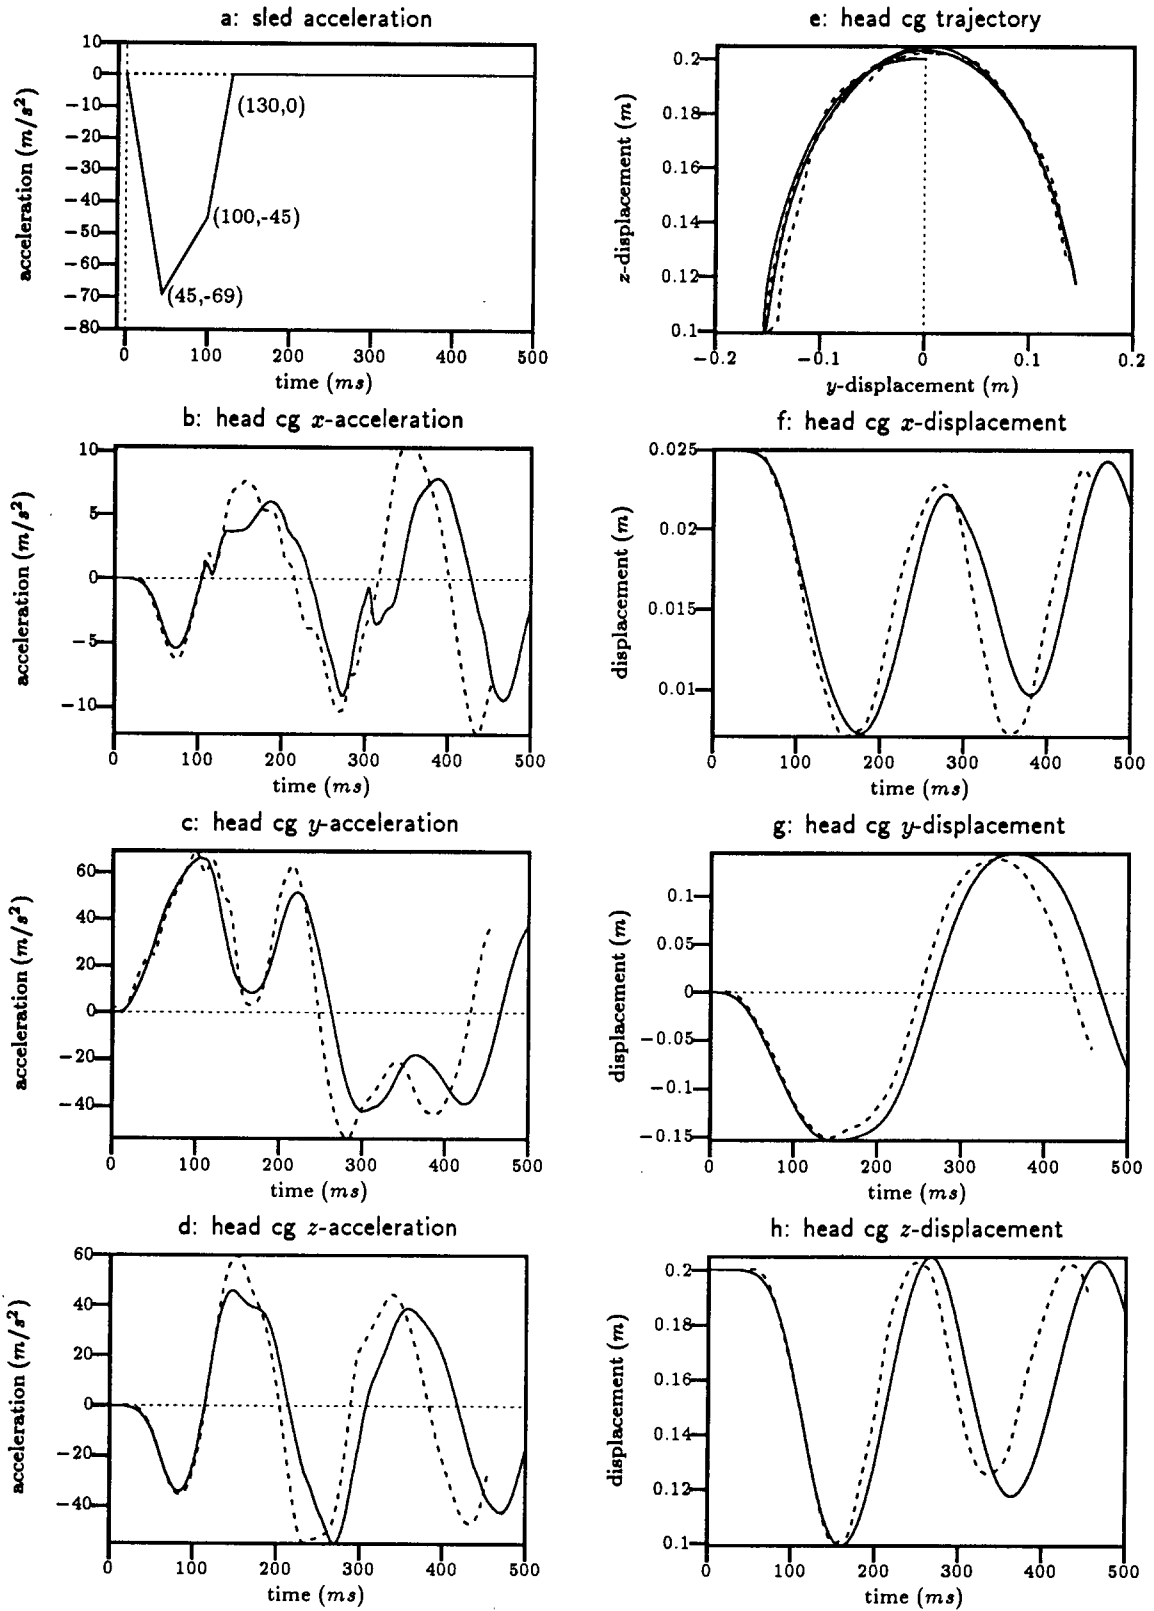 a: sled acceleration
10
0
−10
−20
−30
−40
−50
−60
−70
−80
acceleration (m/s²)
(130,0)
(100,-45)
(45,-69)
0 100 200 300 400 500
time (ms)
e: head cg trajectory
0.2
0.18
0.16
0.14
0.12
0.1
z-displacement (m)
−0.2 −0.1 0 0.1 0.2
y-displacement (m)
b: head cg x-acceleration
10
5
0
−5
−10
acceleration (m/s²)
0 100 200 300 400 500
time (ms)
f: head cg x-displacement
0.025
0.02
0.015
0.01
displacement (m)
0 100 200 300 400 500
time (ms)
c: head cg y-acceleration
60
40
20
0
−20
−40
acceleration (m/s²)
0 100 200 300 400 500
time (ms)
g: head cg y-displacement
0.1
0.05
0
−0.05
−0.1
−0.15
displacement (m)
0 100 200 300 400 500
time (ms)
d: head cg z-acceleration
60
40
20
0
−20
−40
acceleration (m/s²)
0 100 200 300 400 500
time (ms)
h: head cg z-displacement
0.2
0.18
0.16
0.14
0.12
0.1
displacement (m)
0 100 200 300 400 500
time (ms)